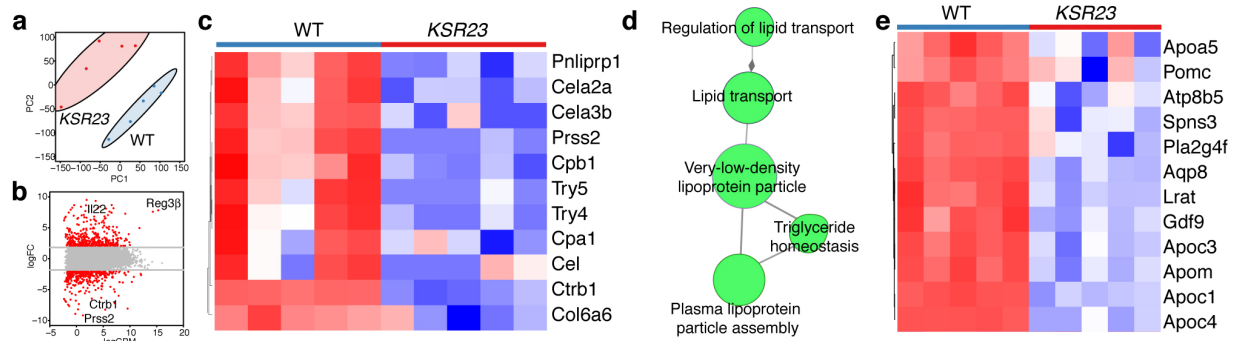 a
100
50
0
-50
-100
-150
PC2
KSR23
WT
-150 -100 -50 0 50 100 150
PC1
b
10
5
0
-5
-10
logFC
Il22
Reg3β
Ctrb1
Prss2
-5 0 5 10 15 20
logCPM
c
WT KSR23
Pnliprp1
Cela2a
Cela3b
Prss2
Cpb1
Try5
Try4
Cpa1
Cel
Ctrb1
Col6a6
d
Regulation of lipid transport
Lipid transport
Very-low-density
lipoprotein particle
Triglyceride
homeostasis
Plasma lipoprotein
particle assembly
e
WT KSR23
Apoa5
Pomc
Atp8b5
Spns3
Pla2g4f
Aqp8
Lrat
Gdf9
Apoc3
Apom
Apoc1
Apoc4